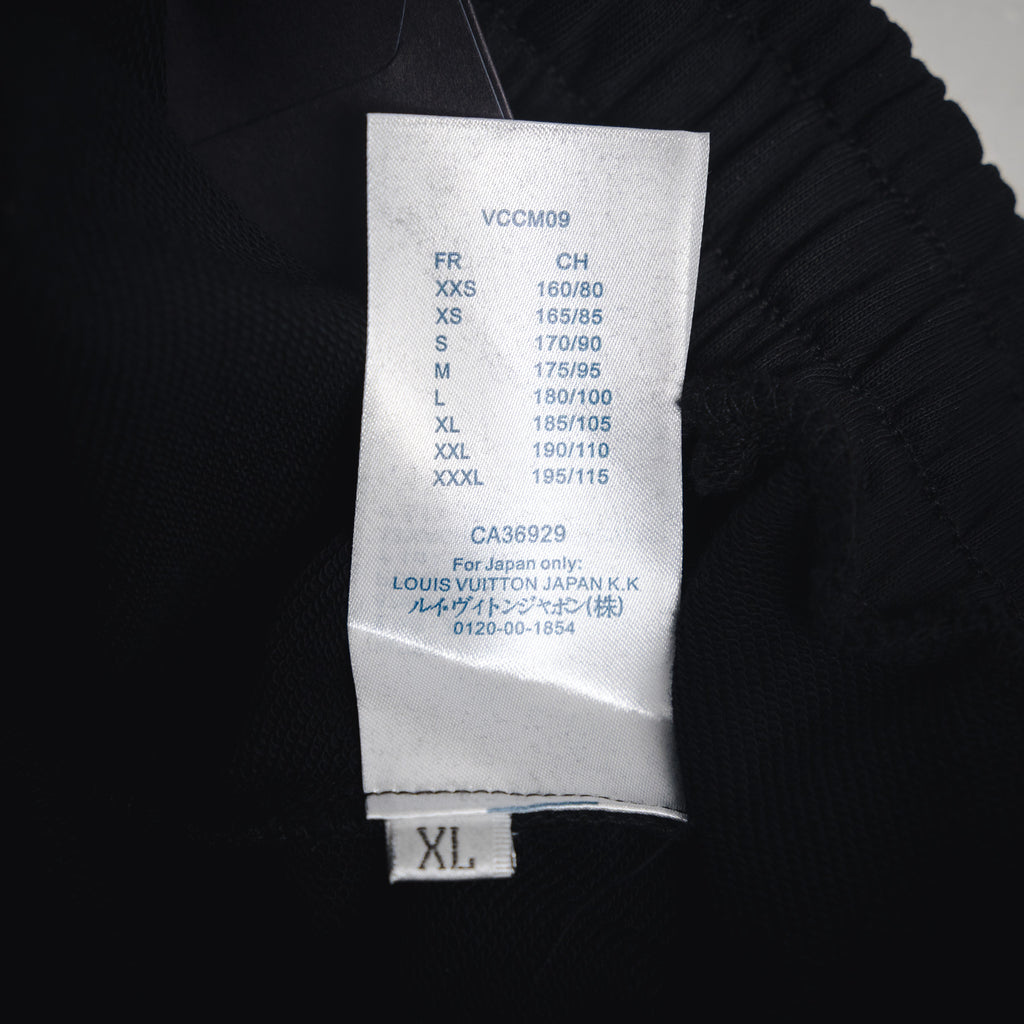 VCCM09
FR CH
XXS 160/80
XS 165/85
S 170/90
M 175/95
L 180/100
XL 185/105
XXL 190/110
XXXL 195/115
CA36929
For Japan only:
LOUIS VUITTON JAPAN K.K
ルイ・ヴィトンジャポン(株)
0120-00-1854
XL